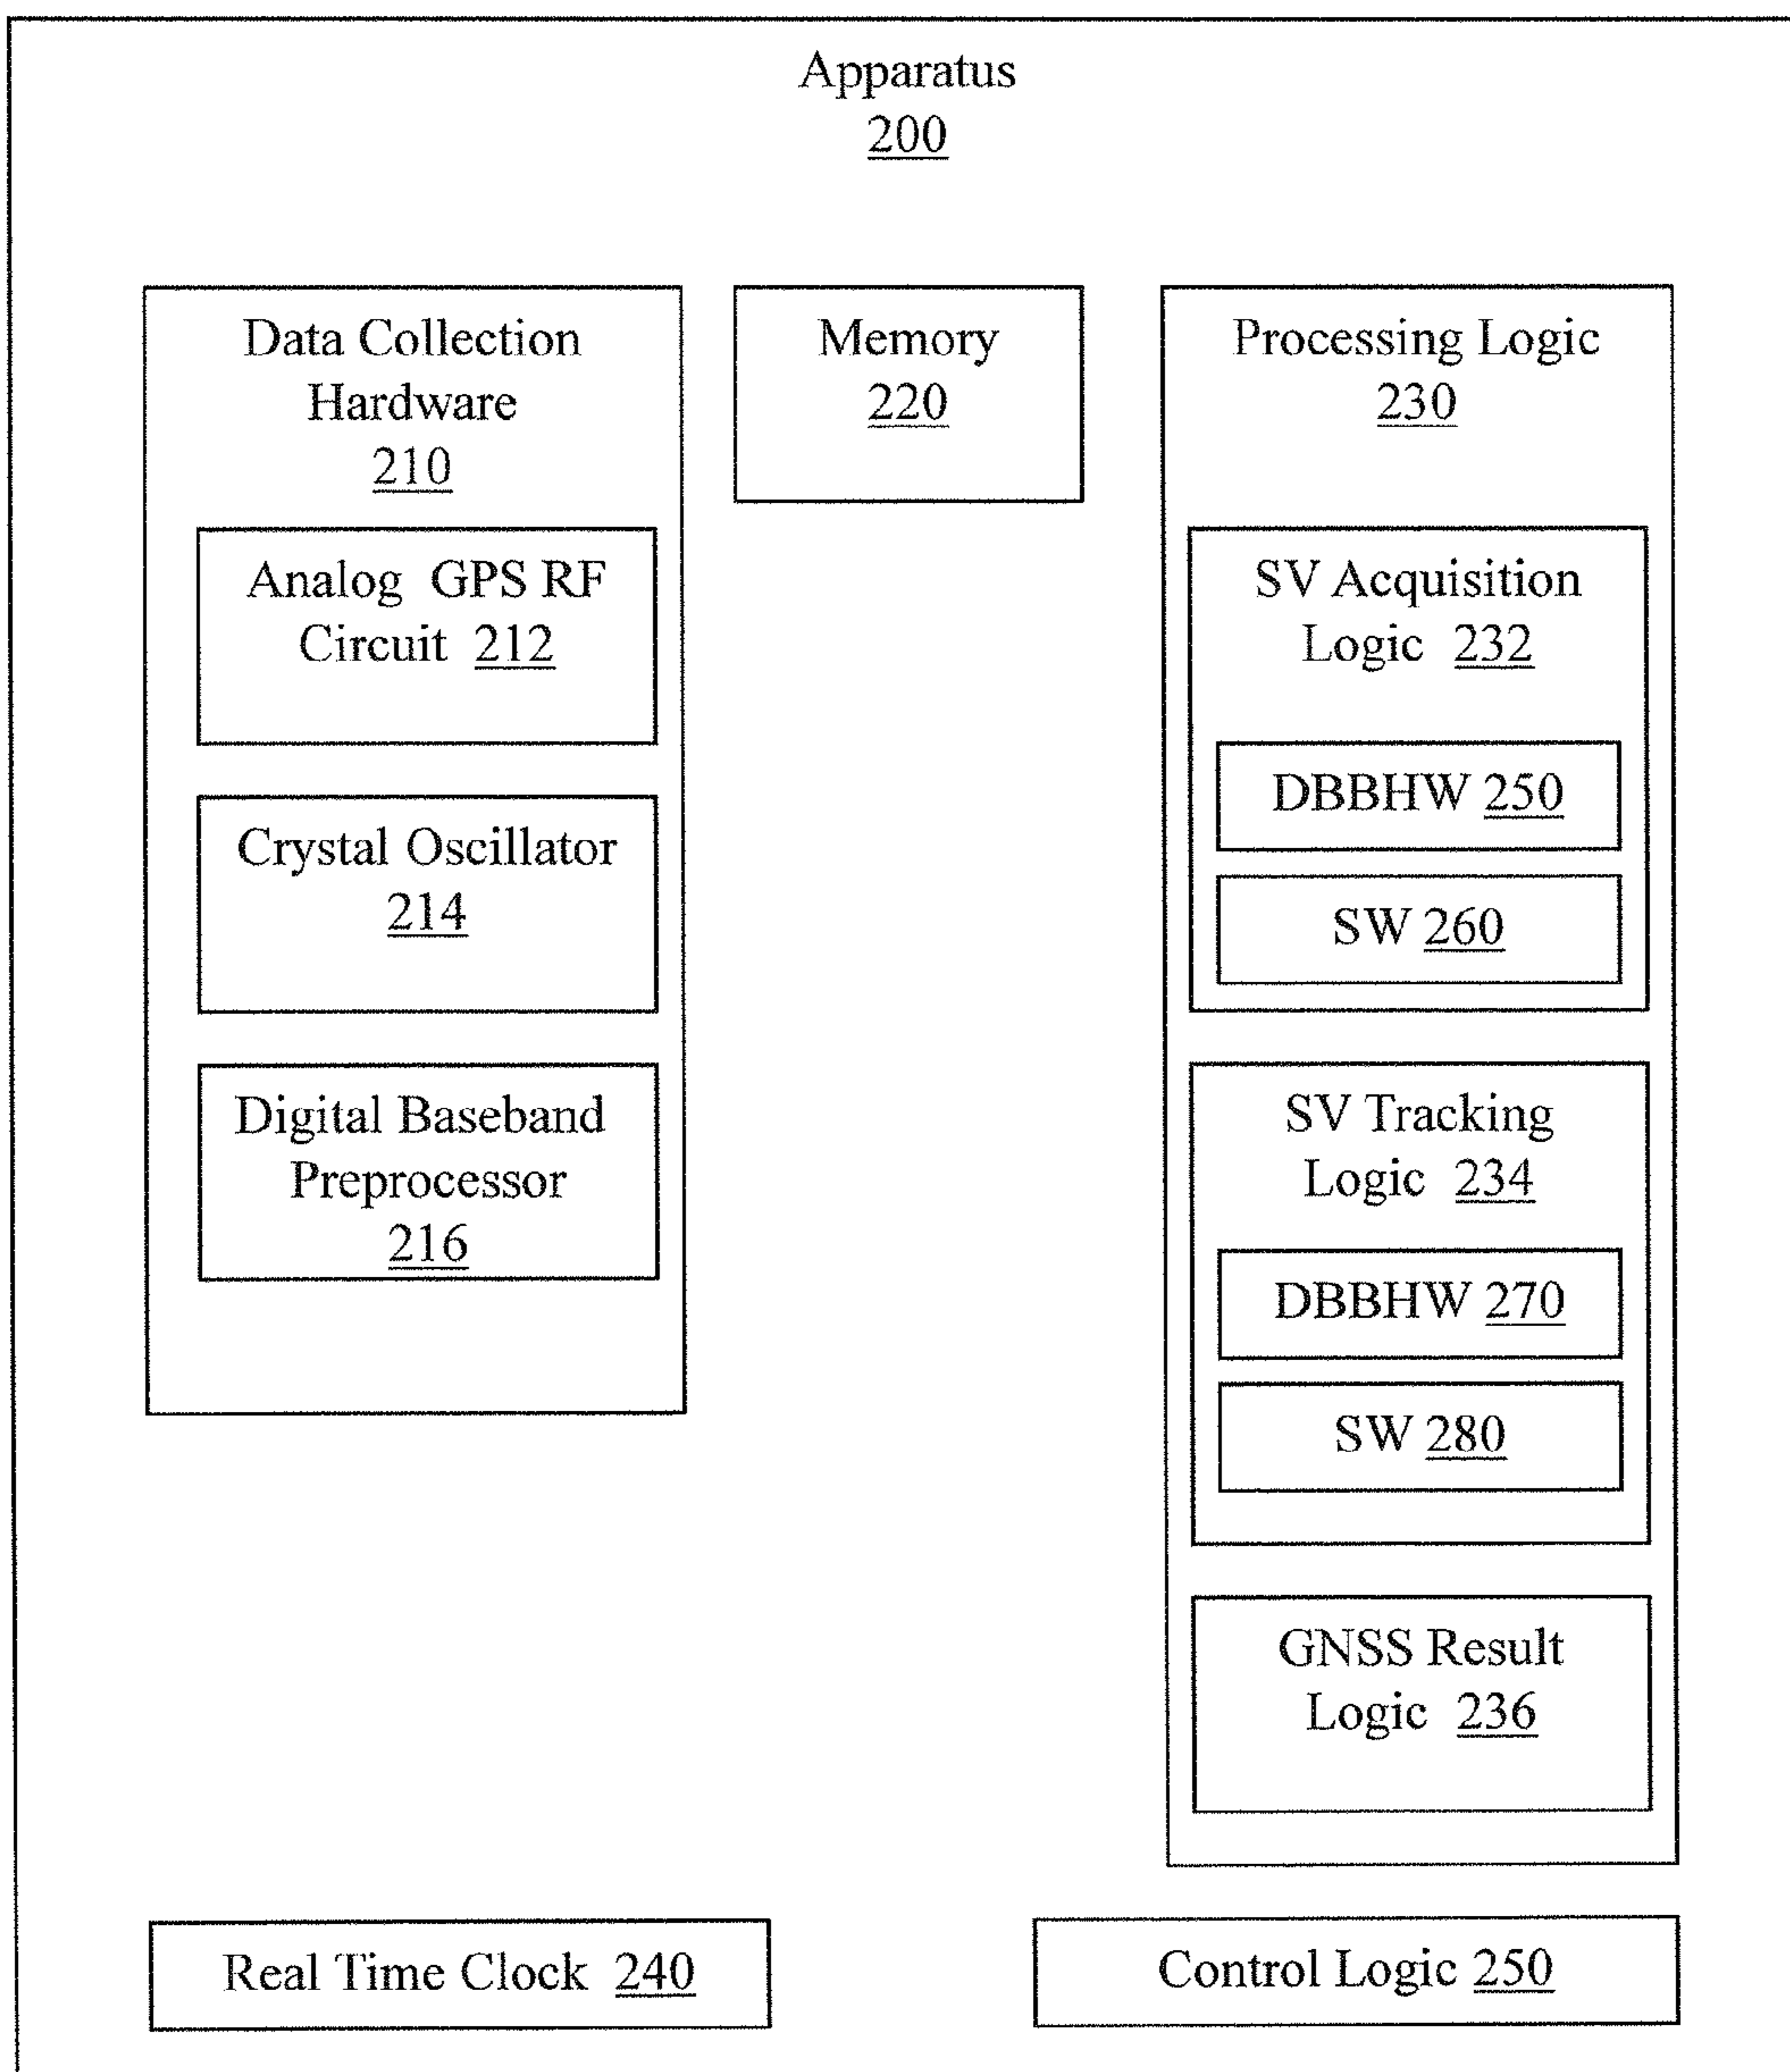 Apparatus
200
Data Collection
Hardware
210
Analog GPS RF
Circuit 212
Crystal Oscillator
214
Digital Baseband
Preprocessor
216
Memory
220
Processing Logic
230
SV Acquisition
Logic 232
DBBHW 250
SW 260
SV Tracking
Logic 234
DBBHW 270
SW 280
GNSS Result
Logic 236
Real Time Clock 240
Control Logic 250